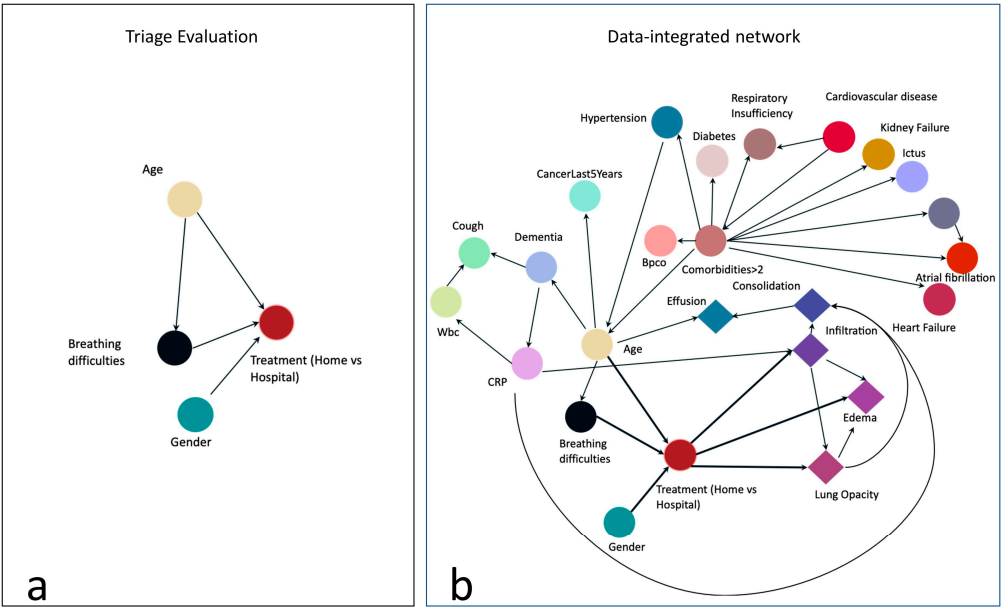 Triage Evaluation
Age
Breathing
difficulties
Treatment (Home vs
Hospital)
Gender
a
Data-integrated network
Respiratory
Insufficiency
Cardiovascular disease
Hypertension
Diabetes
Kidney Failure
Ictus
CancerLast5Years
Cough
Dementia
Bpco
Comorbidities>2
Atrial fibrillation
Consolidation
Effusion
Heart Failure
Infiltration
Wbc
Age
CRP
Edema
Breathing
difficulties
Treatment (Home vs
Hospital)
Lung Opacity
Gender
b